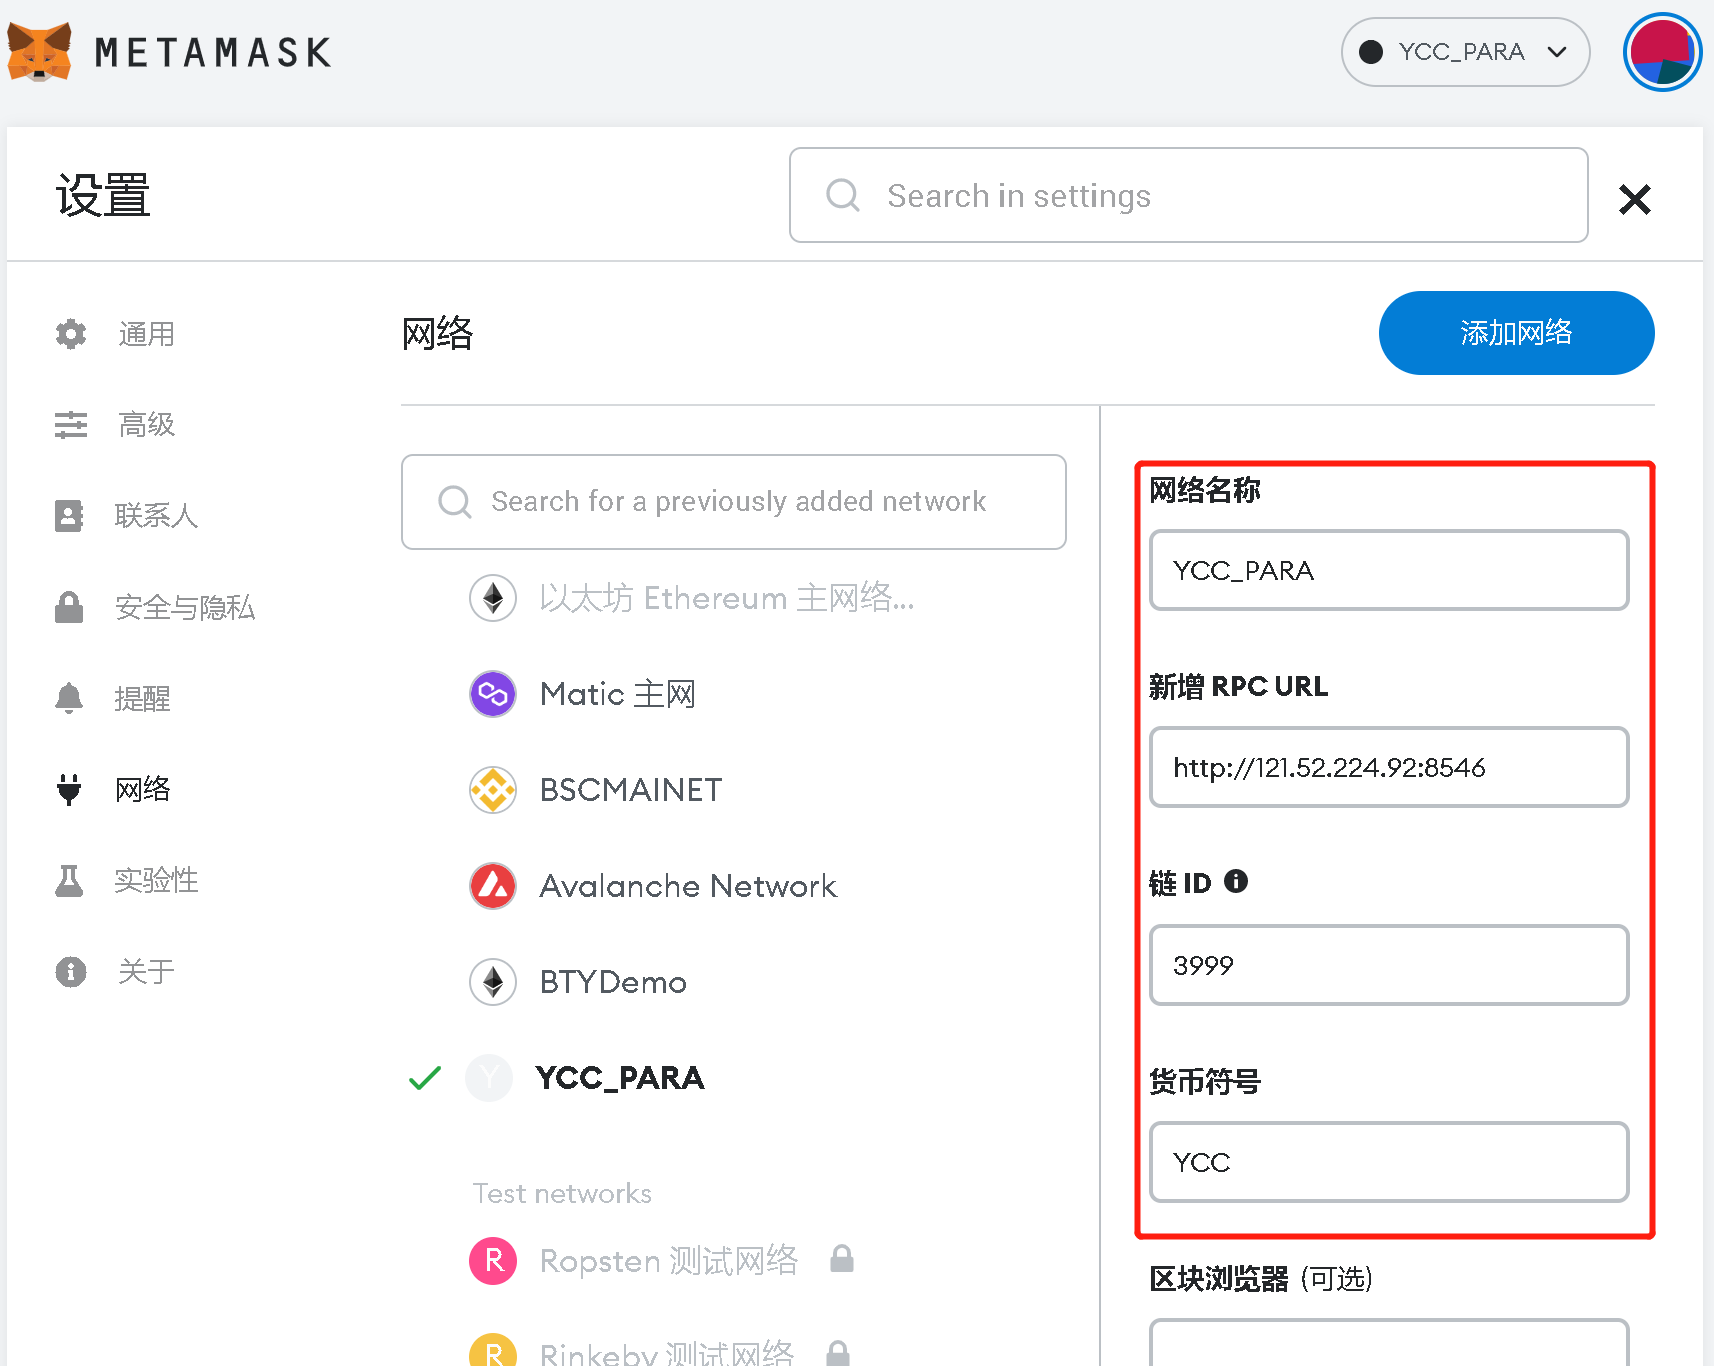 METAMASK
YCC_PARA
设置
Search in settings
通用
高级
联系人
安全与隐私
提醒
网络
实验性
关于
网络
添加网络
Search for a previously added network
以太坊 Ethereum 主网络...
Matic 主网
BSCMAINET
Avalanche Network
BTYDemo
Y
YCC_PARA
Test networks
R
Ropsten 测试网络
R
Rinkeby 测试网络
网络名称
YCC_PARA
新增 RPC URL
http://121.52.224.92:8546
链 ID
3999
货币符号
YCC
区块浏览器 (可选)